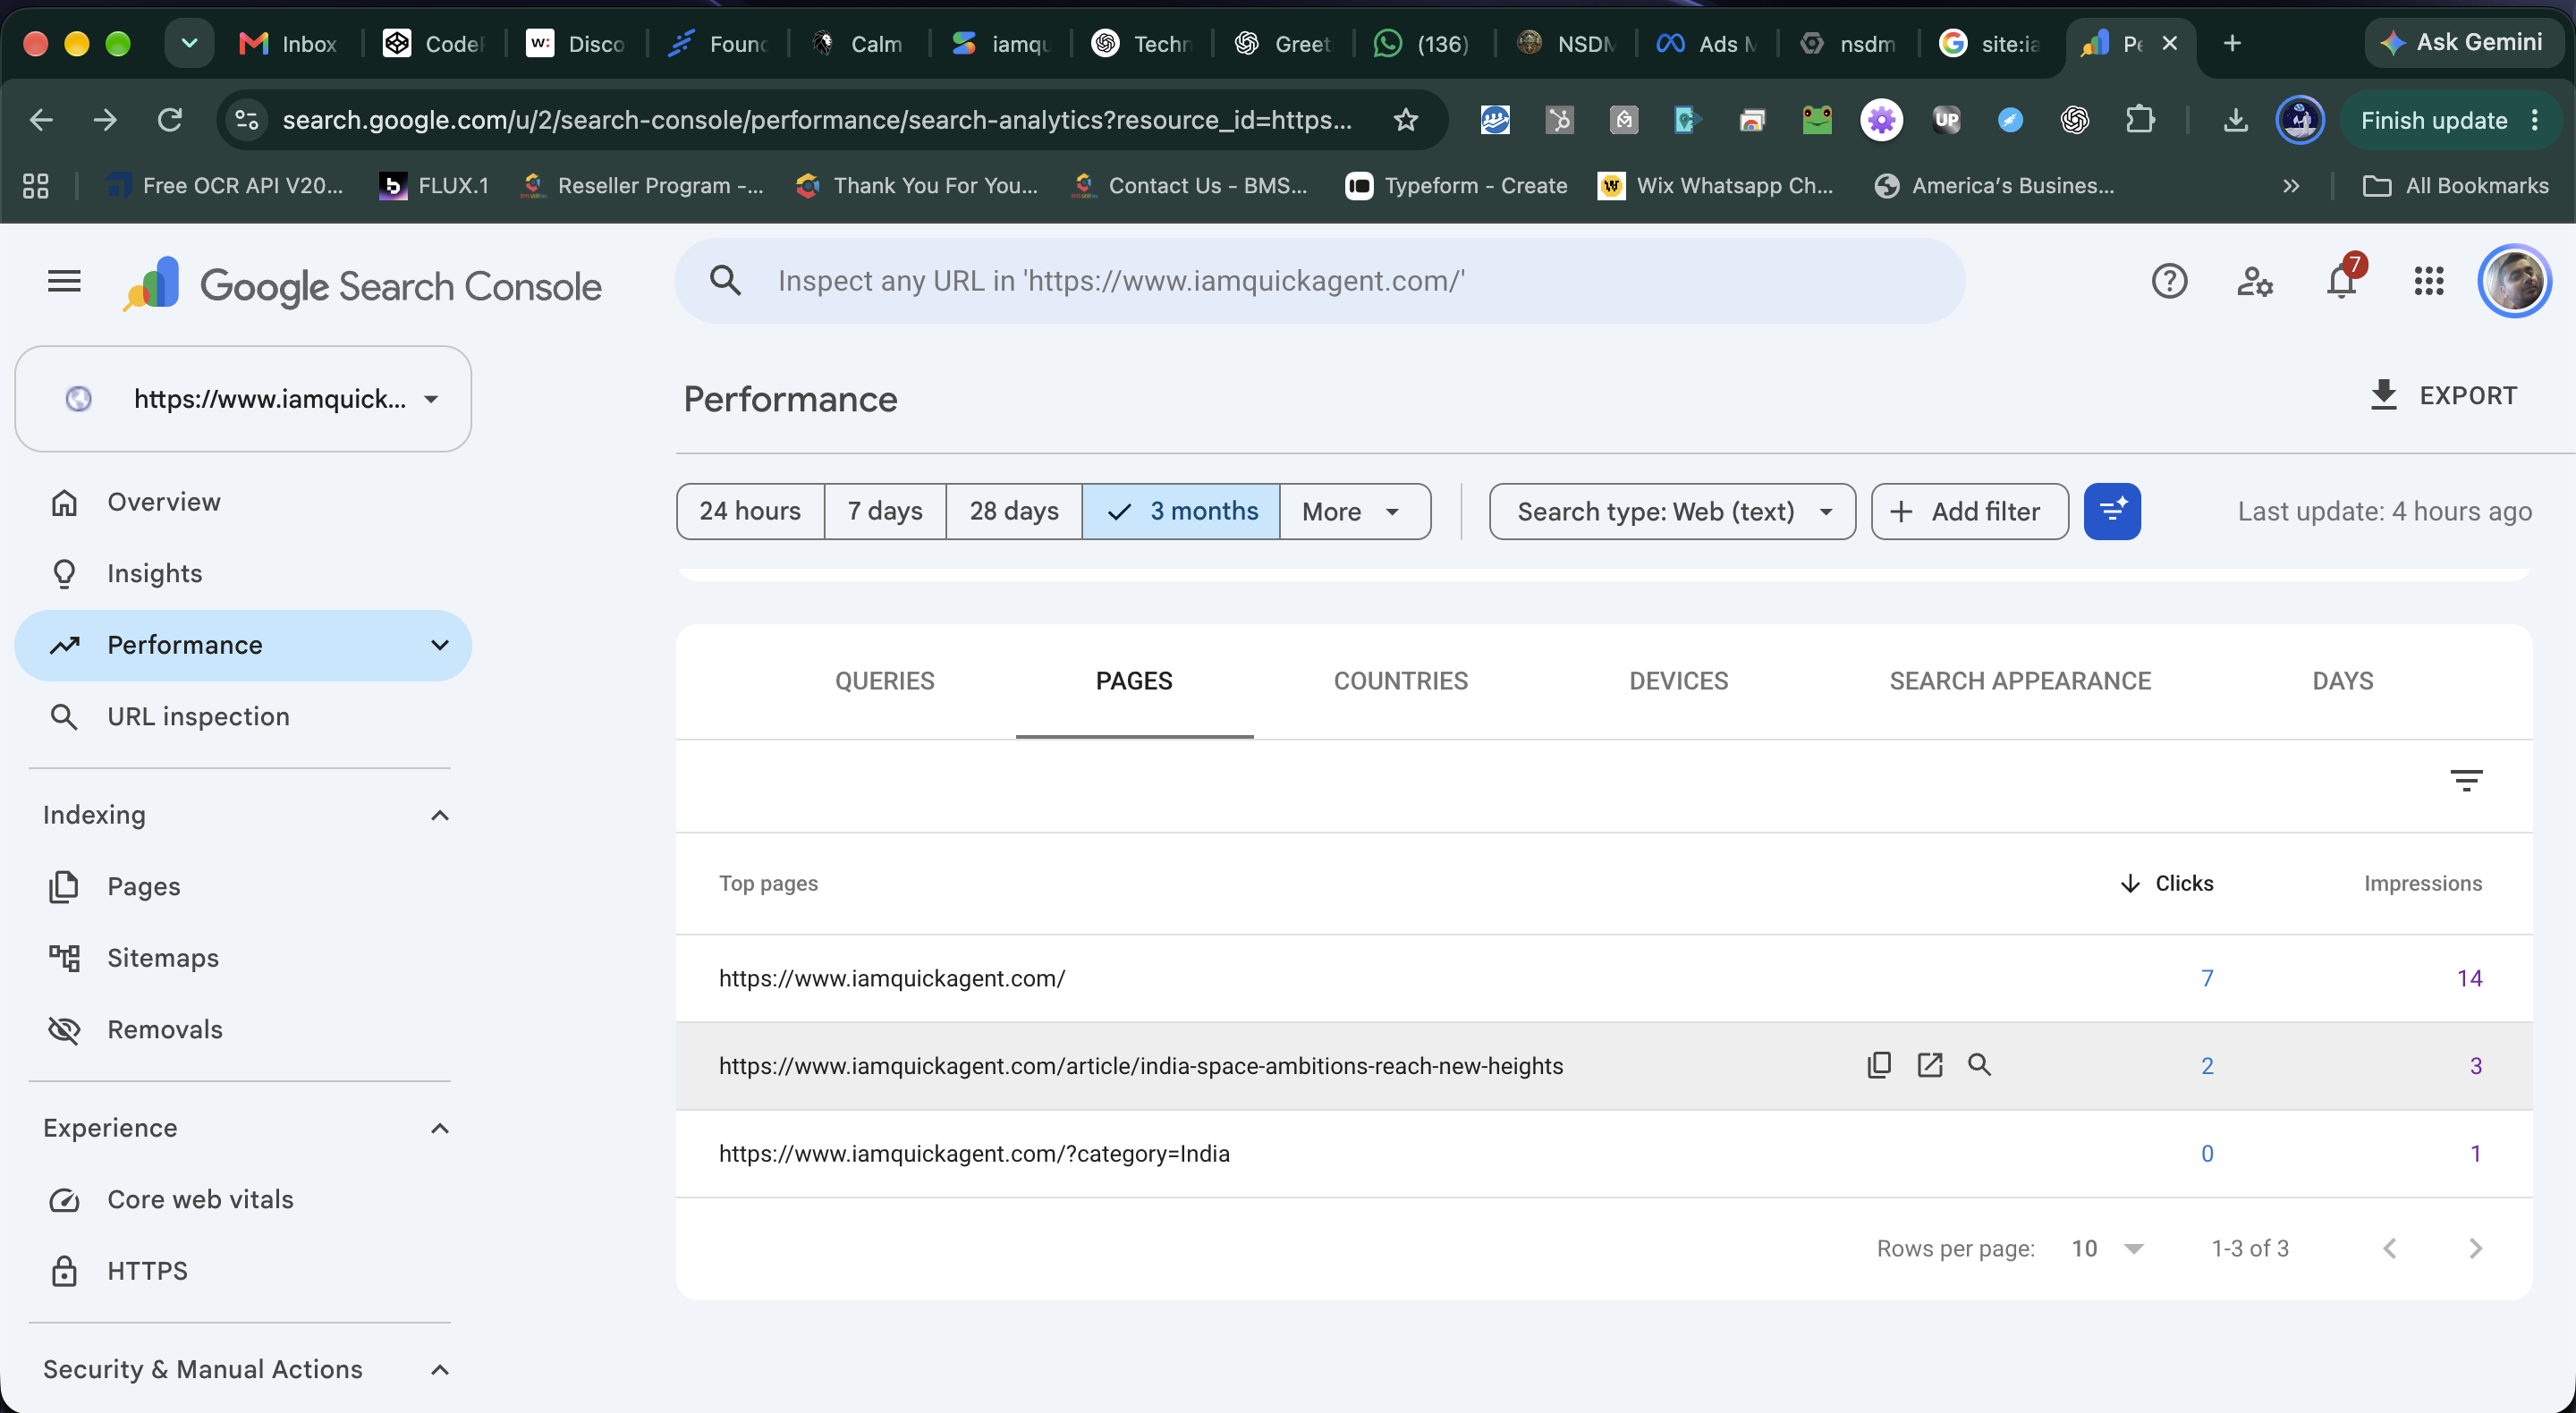 Inbox
CodeP
Disco
Found
Calm
iamqu
Techn
Greet
(136)
NSDM
Ads M
nsdm
site:ia
Pe
Ask Gemini
search.google.com/u/2/search-console/performance/search-analytics?resource_id=https...
UP
Finish update
Free OCR API V20...
FLUX.1
Reseller Program -...
Thank You For You...
Contact Us - BMS...
Typeform - Create
Wix Whatsapp Ch...
America's Busines...
All Bookmarks
Google Search Console
Inspect any URL in 'https://www.iamquickagent.com/'
7
https://www.iamquick...
Performance
EXPORT
24 hours
7 days
28 days
3 months
More
Search type: Web (text)
Add filter
Last update: 4 hours ago
Overview
Insights
Performance
URL inspection
Indexing
Pages
Sitemaps
Removals
Experience
Core web vitals
HTTPS
Security & Manual Actions
QUERIES
PAGES
COUNTRIES
DEVICES
SEARCH APPEARANCE
DAYS
Top pages
Clicks
Impressions
https://www.iamquickagent.com/
7
14
https://www.iamquickagent.com/article/india-space-ambitions-reach-new-heights
2
3
https://www.iamquickagent.com/?category=India
0
1
Rows per page:
10
1-3 of 3